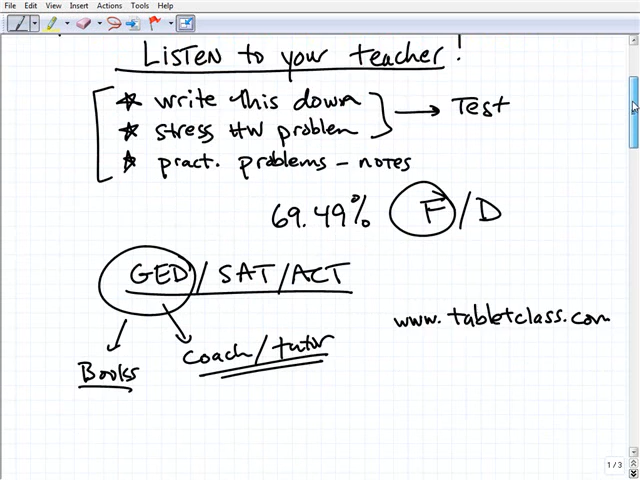 File Edit View Insert Actions Tools Help
Listen to your teacher!
★ write this down
★ stress HW problem
→ Test
★ pract. problems - notes
69.49% F/D
GED/SAT/ACT
www.tabletclass.com
Books
coach/tutor
1/3